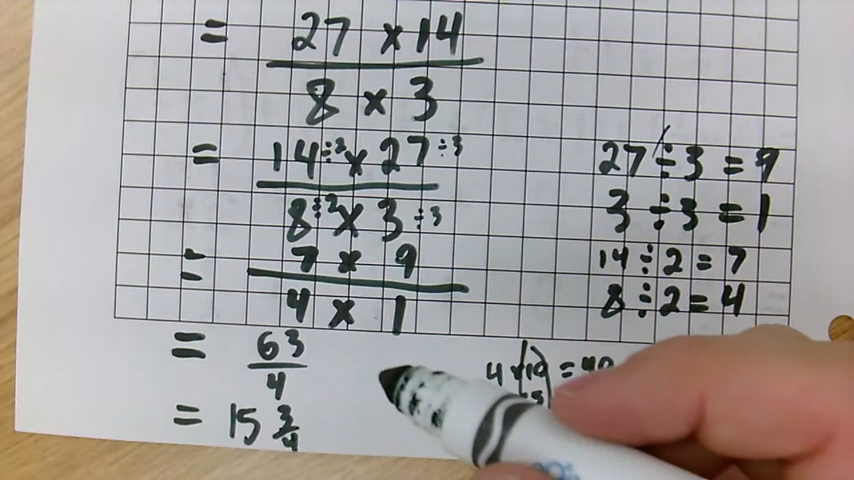 = 27 x 14
8 x 3
= 14÷2 x 27÷3
8÷2 x 3÷3
= 7 x 9
4 x 1
= 63
4
= 15 3/4
27 ÷ 3 = 9
3 ÷ 3 = 1
14 ÷ 2 = 7
8 ÷ 2 = 4